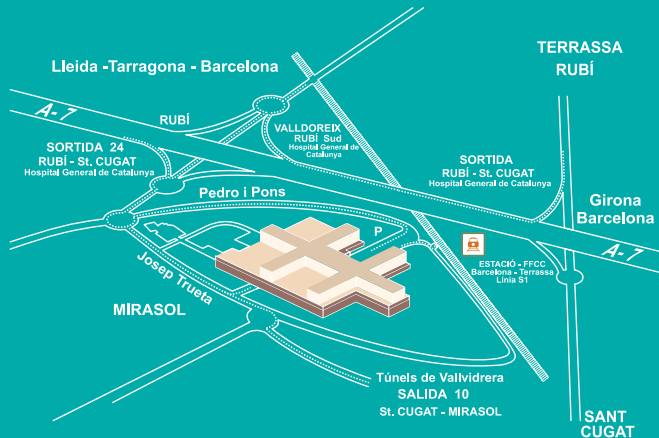 TERRASSA
RUBÍ
Lleida -Tarragona - Barcelona
A-7
RUBÍ
VALLDOREIX
RUBÍ Sud
Hospital General de
Catalunya
SORTIDA 24
RUBÍ - St. CUGAT
Hospital General de Catalunya
SORTIDA
RUBÍ - St. CUGAT
Hospital General de Catalunya
Pedro i Pons
Girona
Barcelona
P
A-7
ESTACIÓ - FFCC
Barcelona - Terrassa
Línia S1
Josep Trueta
MIRASOL
Túnels de Vallvidrera
SALIDA 10
St. CUGAT - MIRASOL
SANT
CUGAT